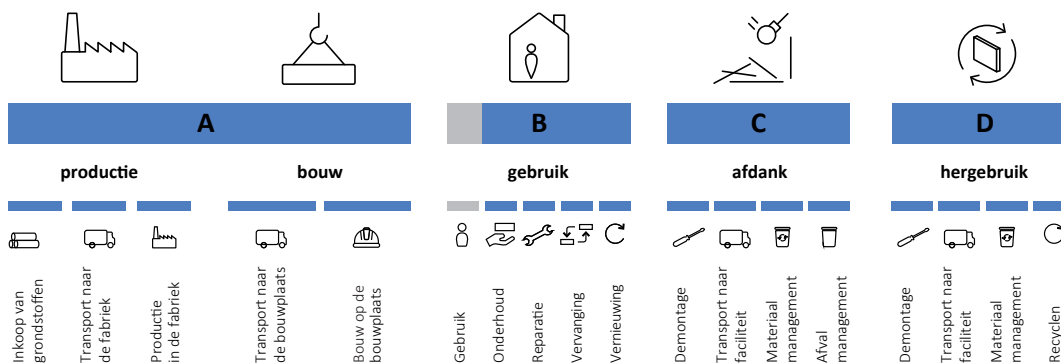 A
B
C
D
productie
bouw
gebruik
afdank
hergebruik
Inkoop van
grondstoffen
Transport naar
de fabriek
Productie
in de fabriek
Transport naar
de bouwplaats
Bouw op de
bouwplaats
Gebruik
Onderhoud
Reparatie
Vervanging
Vernieuwing
Demontage
Transport naar
faciliteit
Materiaal
management
Afval
management
Demontage
Transport naar
faciliteit
Materiaal
management
Recyclen